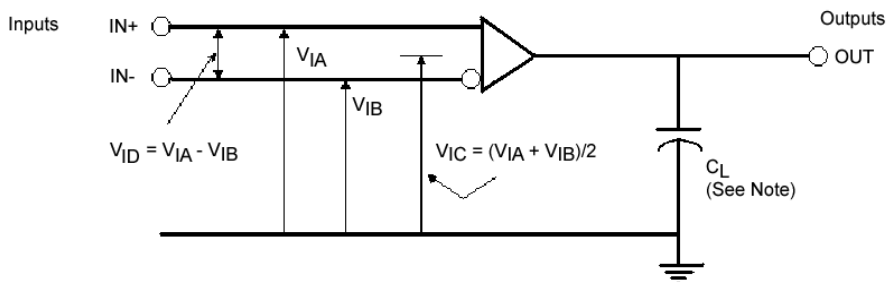 Inputs
Outputs
IN+
OUT
IN-
VIA
VIB
VID = VIA - VIB
VIC = (VIA + VIB)/2
CL
(See Note)